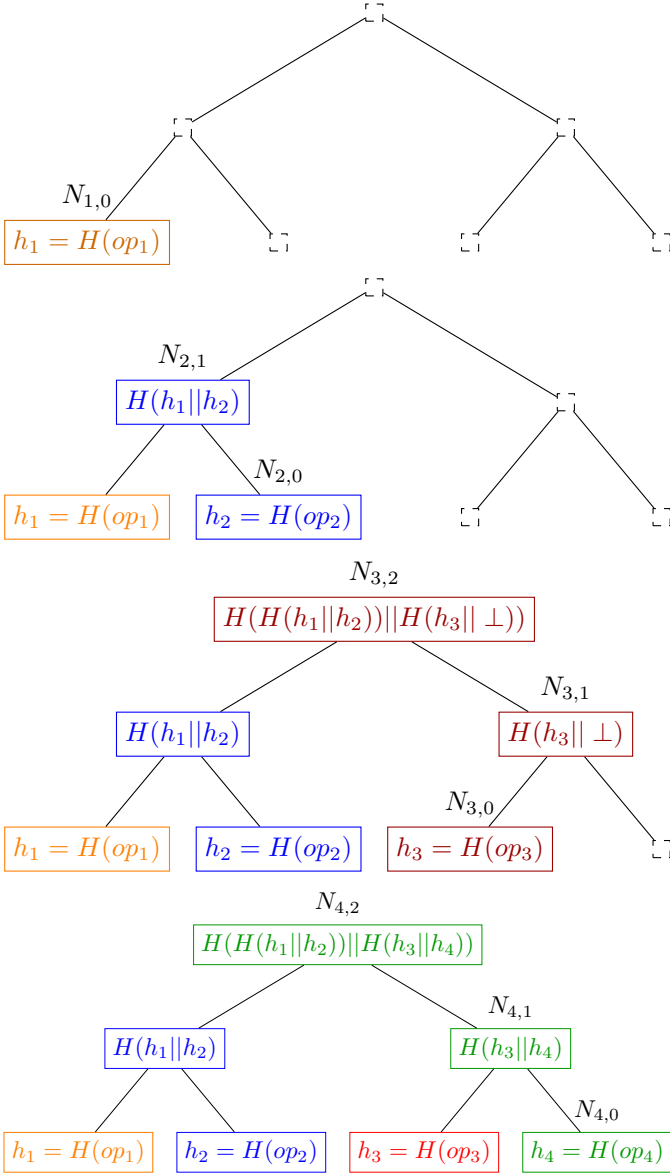 N₁,₀
h₁ = H(op₁)
N₂,₁
H(h₁||h₂)
N₂,₀
h₁ = H(op₁) h₂ = H(op₂)
N₃,₂
H(H(h₁||h₂))||H(h₃|| ⊥))
N₃,₁
H(h₁||h₂) H(h₃|| ⊥)
N₃,₀
h₁ = H(op₁) h₂ = H(op₂) h₃ = H(op₃)
N₄,₂
H(H(h₁||h₂))||H(h₃||h₄))
N₄,₁
H(h₁||h₂) H(h₃||h₄)
N₄,₀
h₁ = H(op₁) h₂ = H(op₂) h₃ = H(op₃) h₄ = H(op₄)